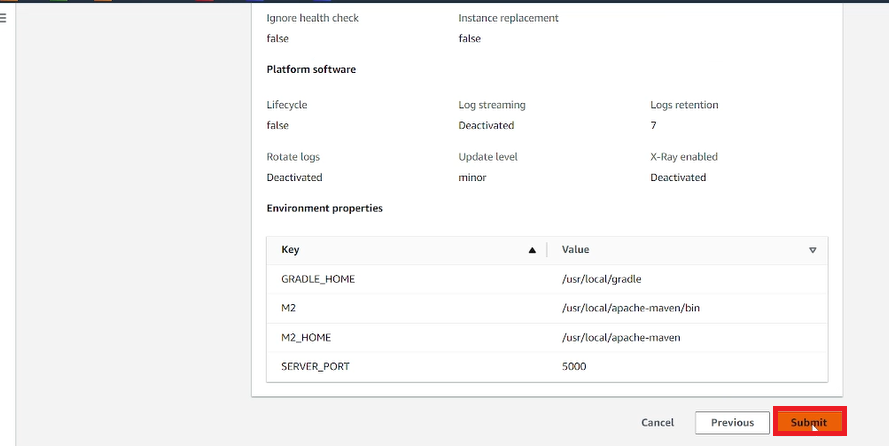 Ignore health check Instance replacement
false false
Platform software
Lifecycle Log streaming Logs retention
false Deactivated 7
Rotate logs Update level X-Ray enabled
Deactivated minor Deactivated
Environment properties
Key Value
GRADLE_HOME /usr/local/gradle
M2 /usr/local/apache-maven/bin
M2_HOME /usr/local/apache-maven
SERVER_PORT 5000
Cancel Previous Submit